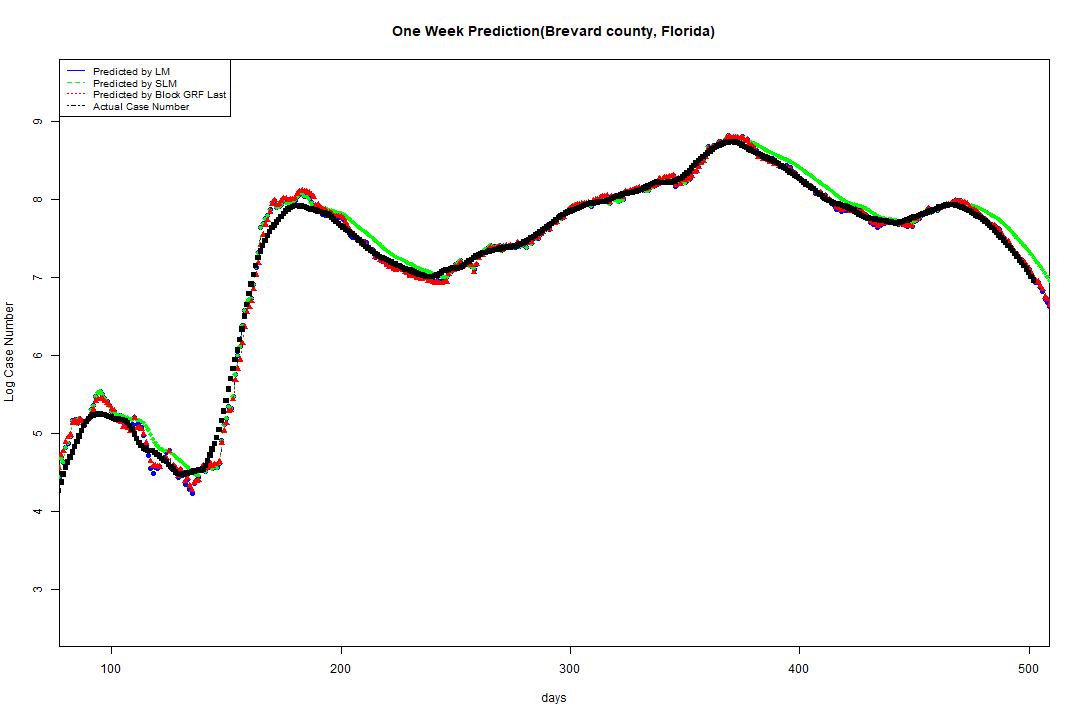 One Week Prediction(Brevard county, Florida)
Predicted by LM
Predicted by SLM
Predicted by Block GRF Last
Actual Case Number
9
8
7
6
5
4
3
Log Case Number
100 200 300 400 500
days